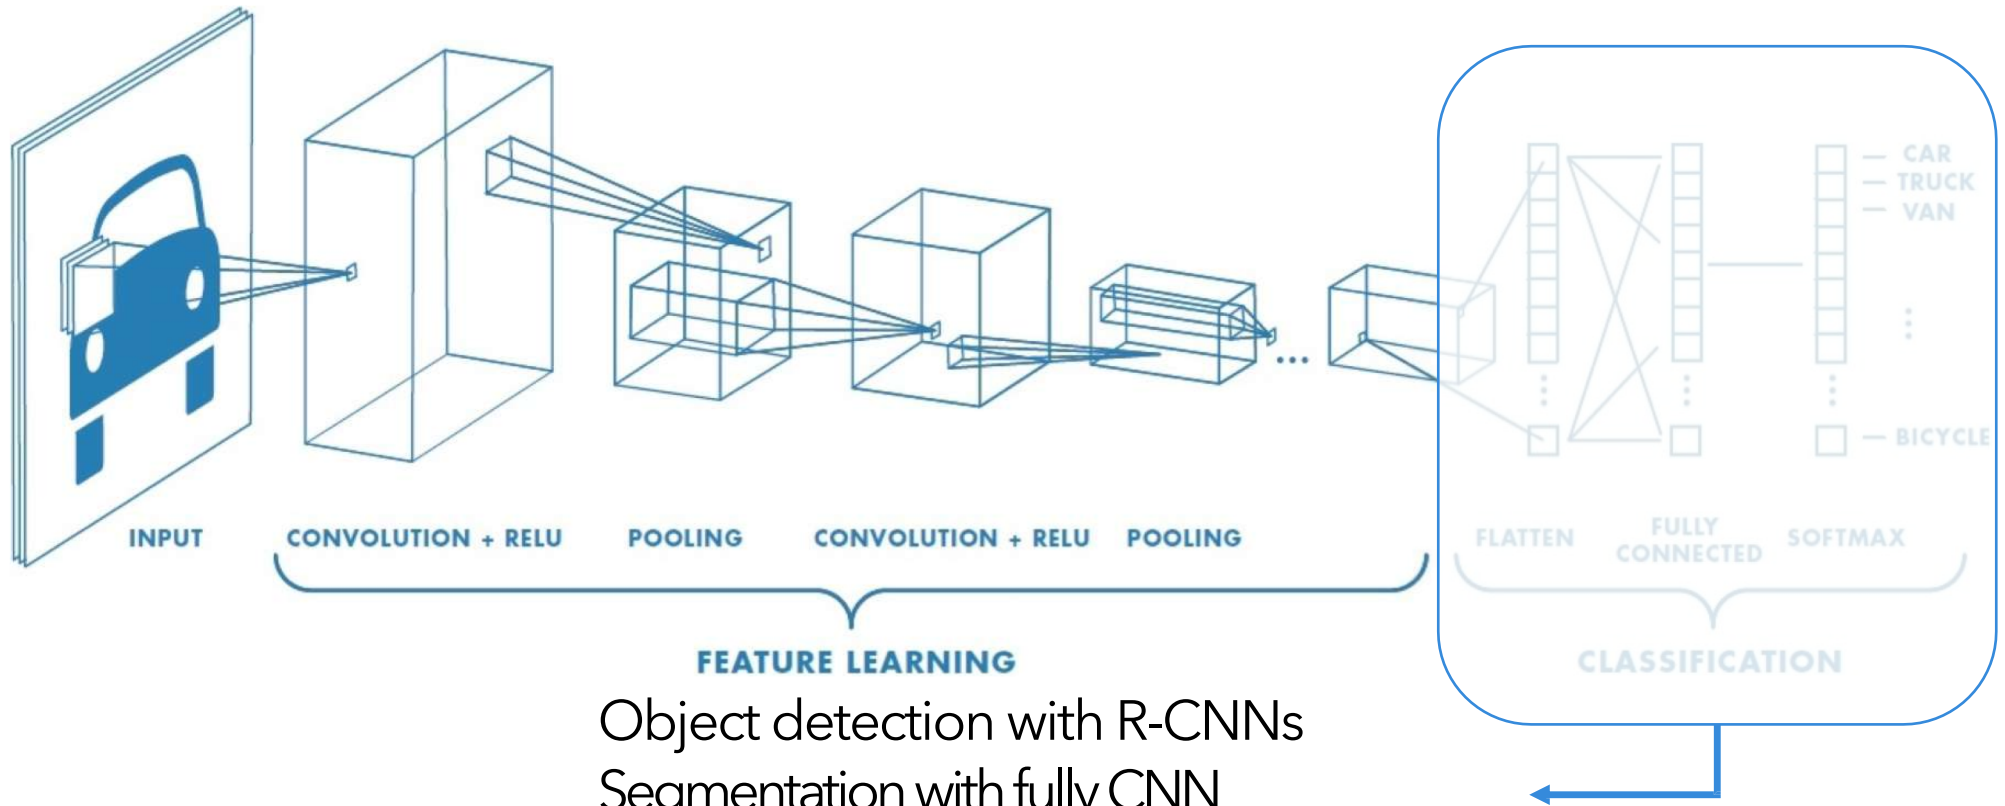 CAR
TRUCK
VAN
BICYCLE
INPUT
CONVOLUTION + RELU
POOLING
CONVOLUTION + RELU
POOLING
FLATTEN
FULLY
CONNECTED
SOFTMAX
FEATURE LEARNING
CLASSIFICATION
Object detection with R-CNNs
Segmentation with fully CNN